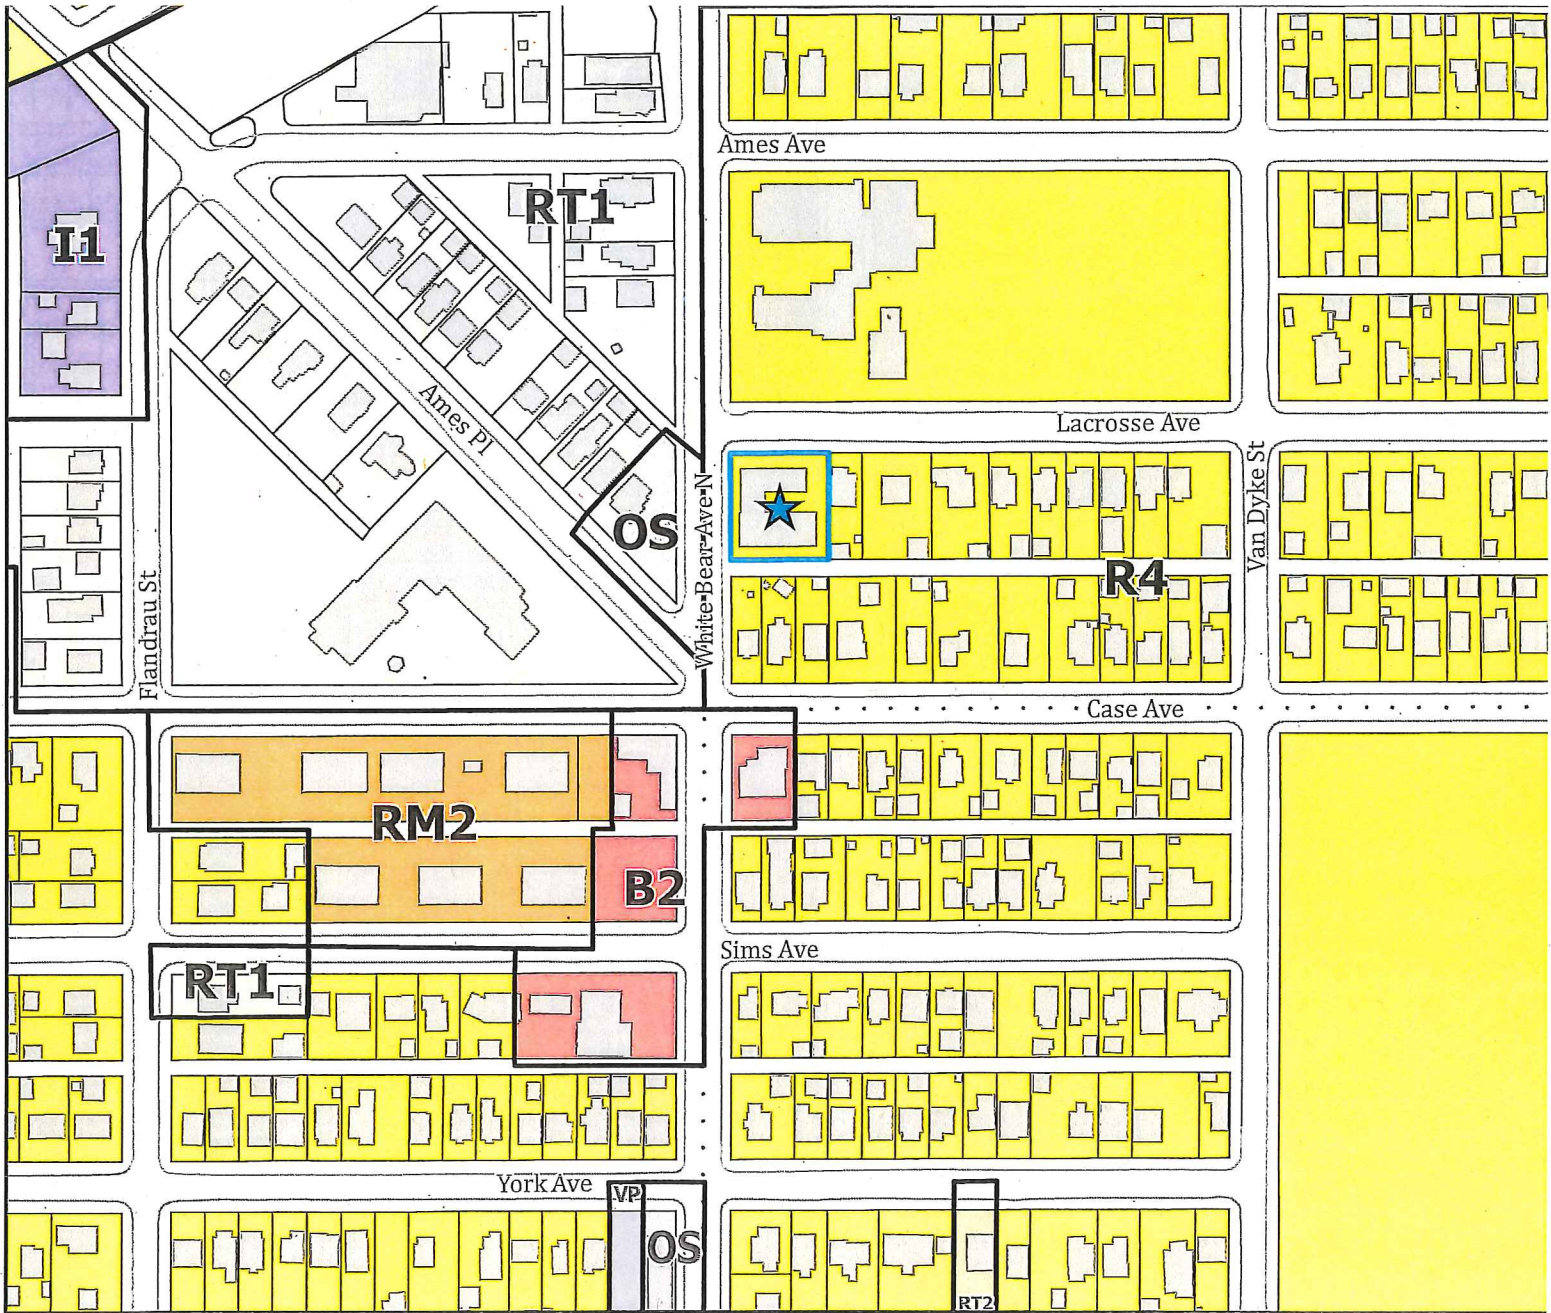 Ames Ave
RT1
I1
Ames Pl
Lacrosse Ave
OS
White Bear Ave N
Van Dyke St
R4
Flandrau St
Case Ave
RM2
B2
Sims Ave
RT1
York Ave
VP
OS
RT2